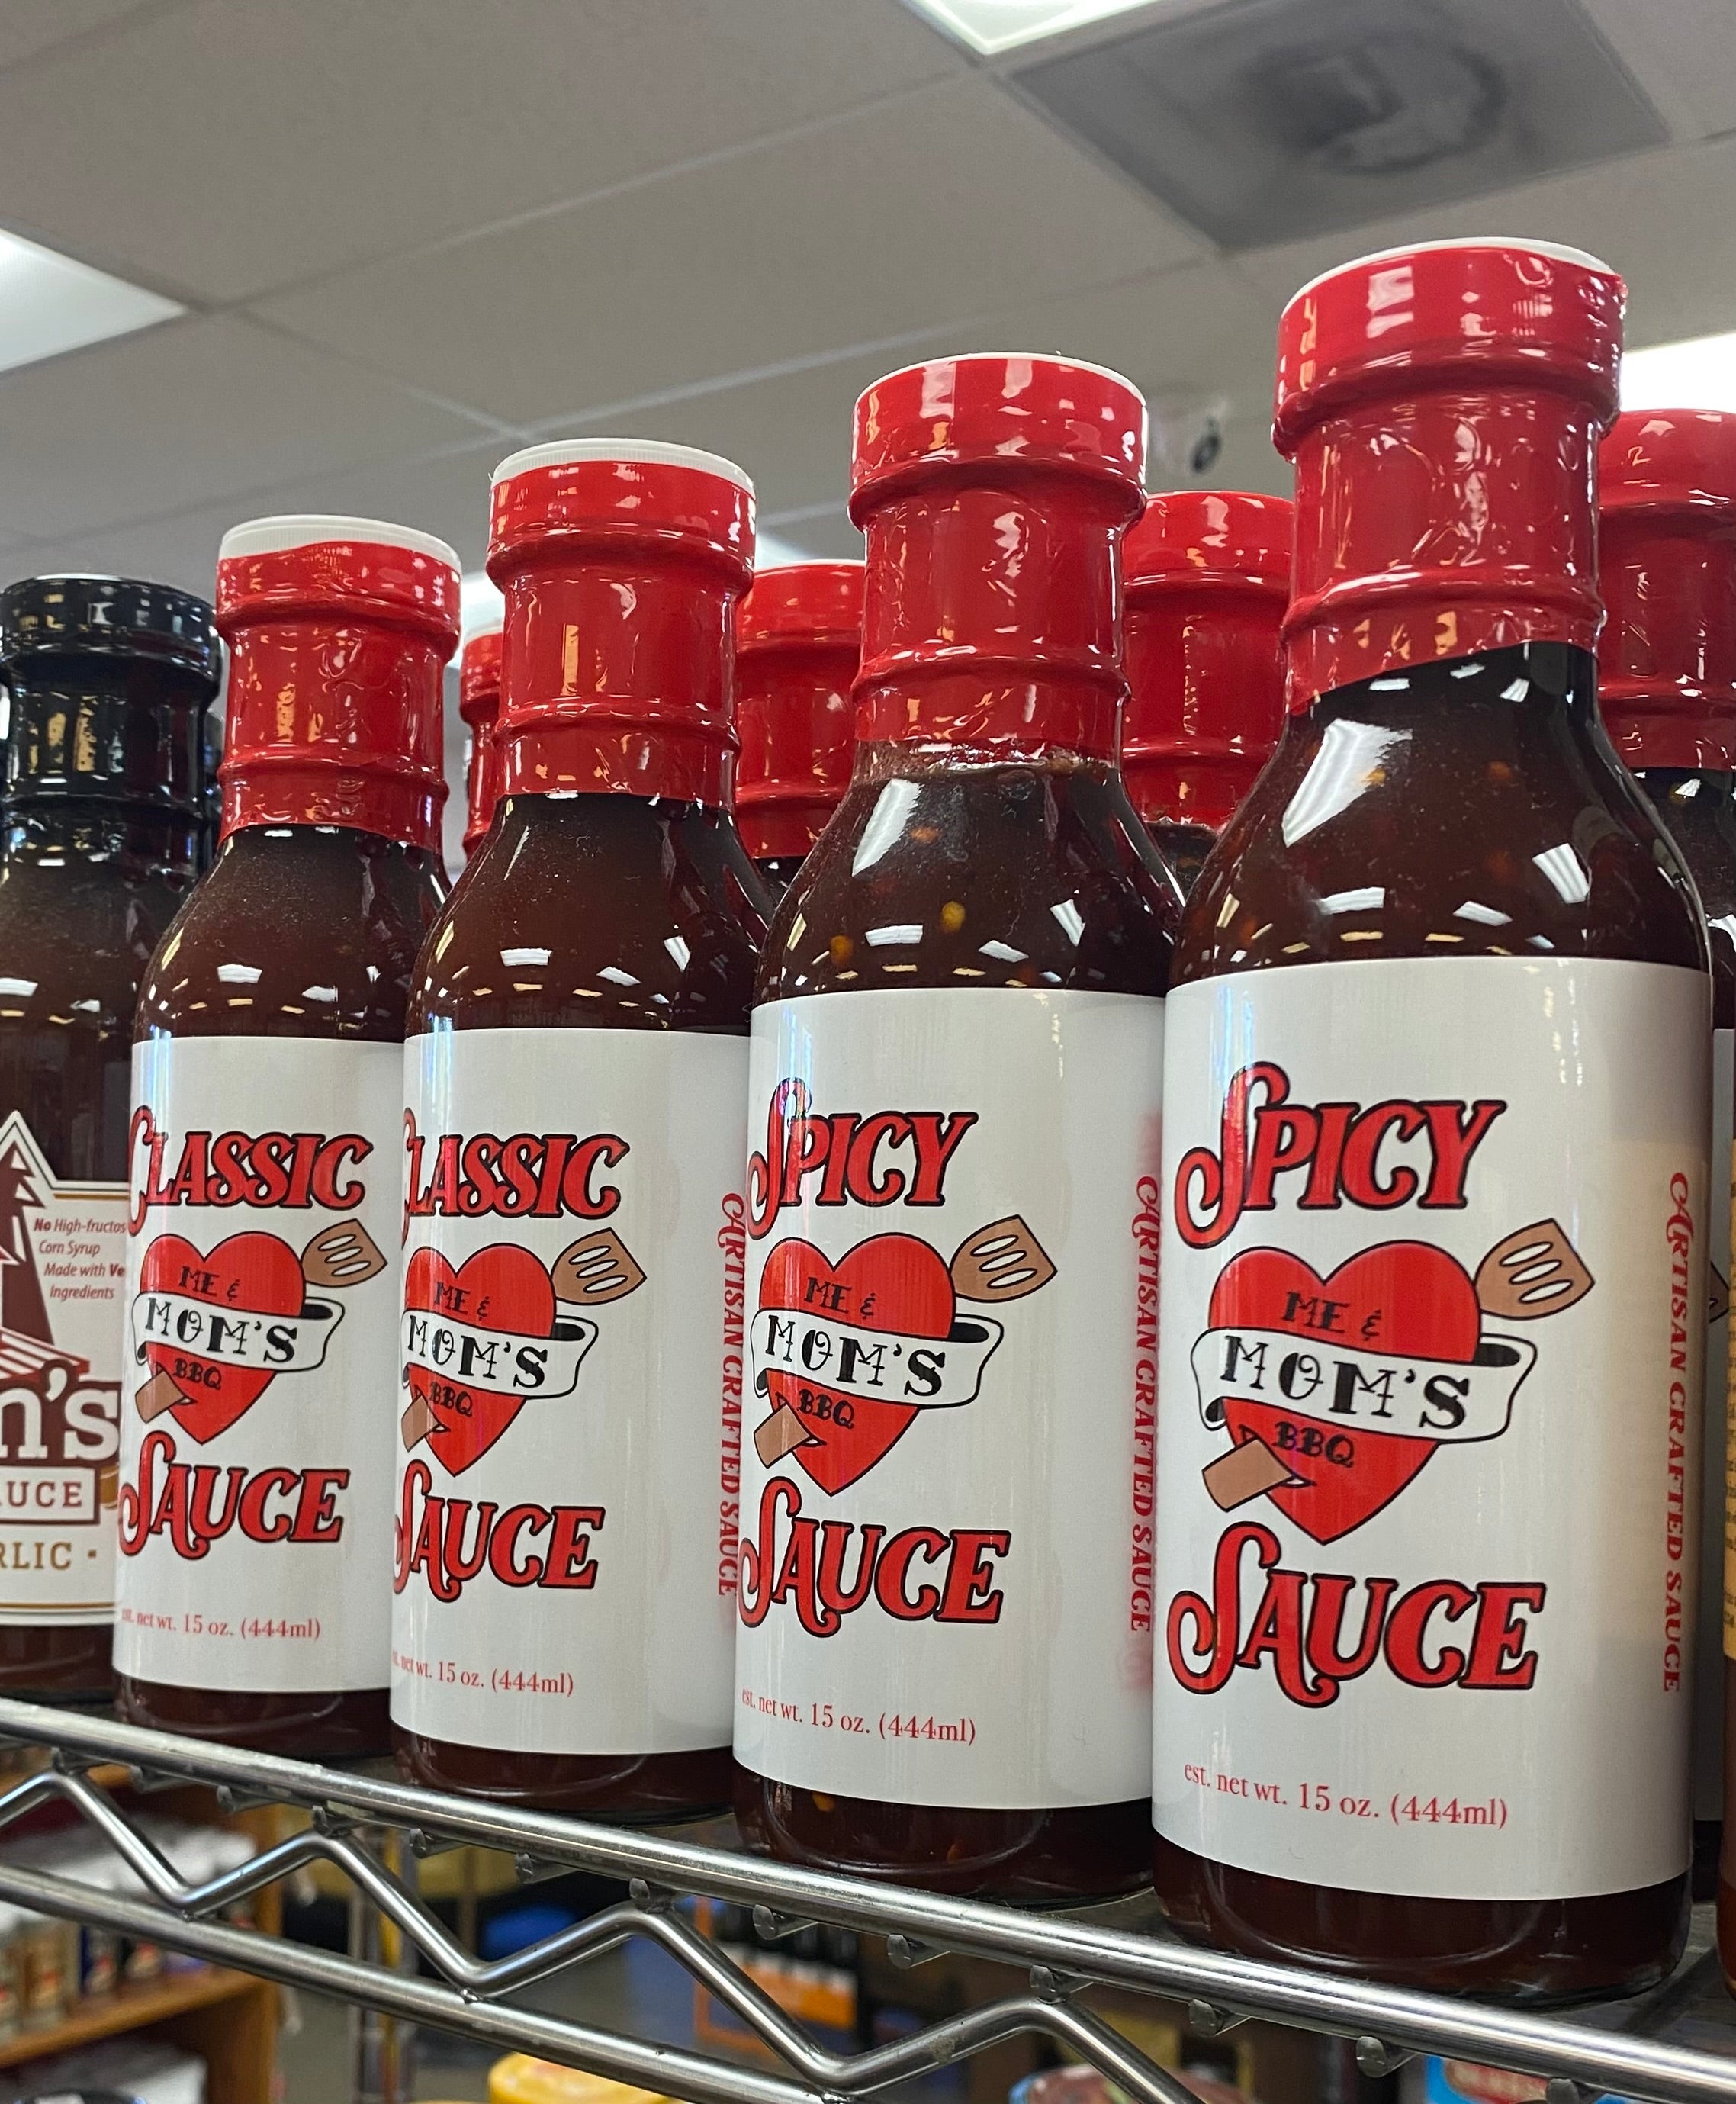 No High-fructos
Corn Syrup
Made with Ve
Ingredients
n's
AUCE
RLIC
CLASSIC
ME &
MOM'S
BBQ
SAUCE
est. net wt. 15 oz. (444ml)
CLASSIC
ME &
MOM'S
BBQ
SAUCE
net wt. 15 oz. (444ml)
ARTISAN CRAFTED SAUCE
SPICY
ME &
MOM'S
BBQ
SAUCE
est. net wt. 15 oz. (444ml)
ARTISAN CRAFTED SAUCE
SPICY
ME &
MOM'S
BBQ
SAUCE
est. net wt. 15 oz. (444ml)
ARTISAN CRAFTED SAUCE